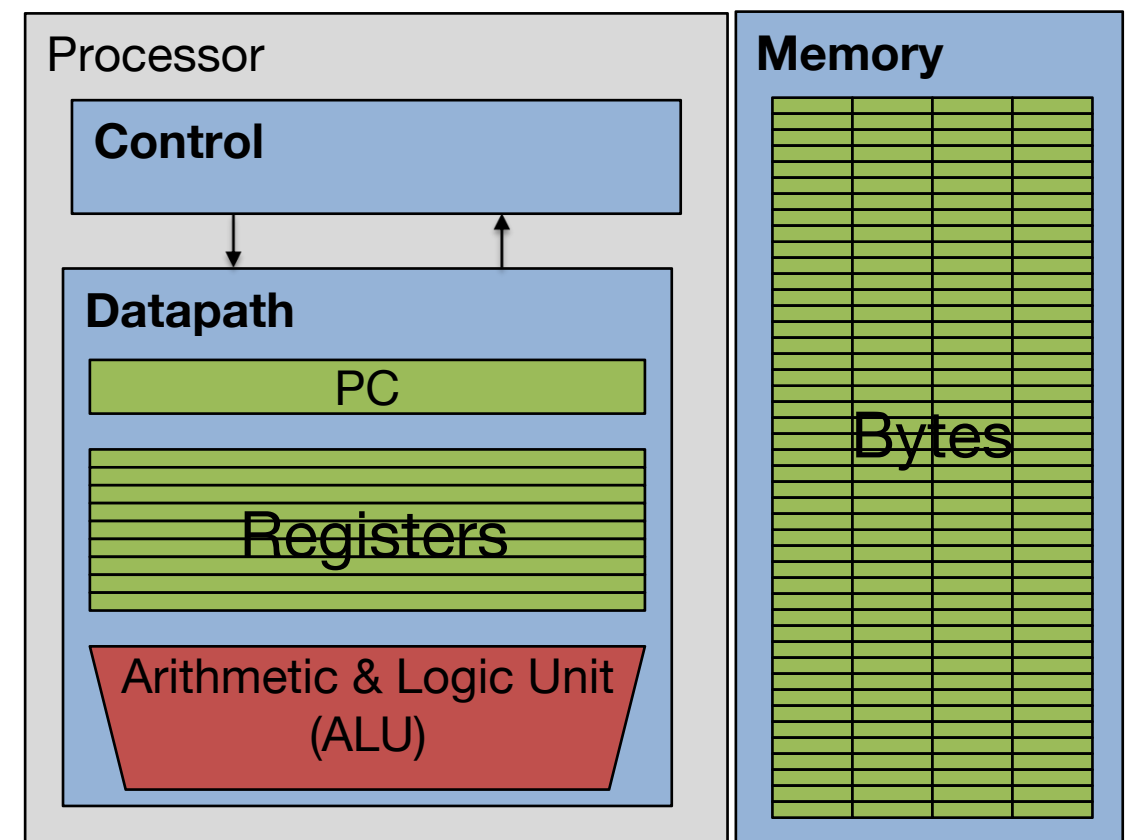 Processor
Control
Datapath
PC
Registers
Arithmetic & Logic Unit
(ALU)
Memory
Bytes